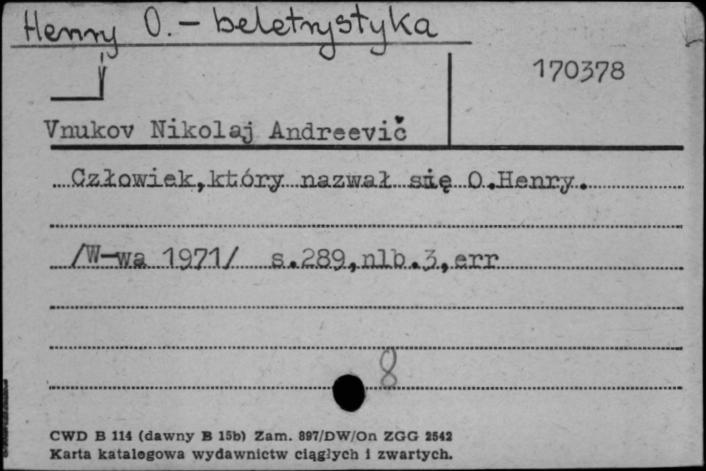 Henry O. - beletrystyka
170378
Vnukov Nikolaj Andreevič
Człowiek,który nazwał się O.Henry.
/W-wa 1971/ s.289,nlb.3,err
8
CWD B 114 (dawny B 15b) Zam. 897/DW/On ZGG 2542
Karta katalogowa wydawnictw ciągłych i zwartych.